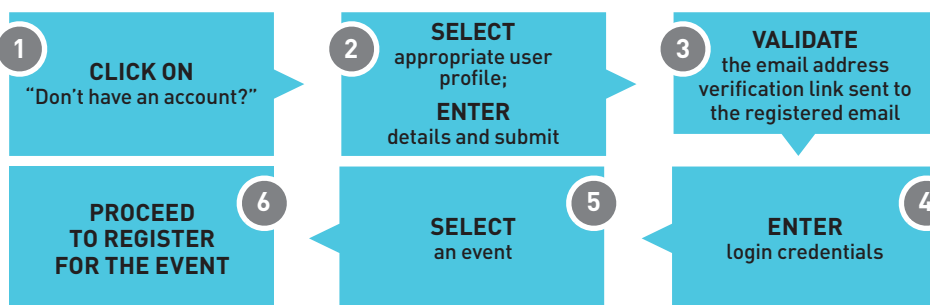 1
CLICK ON
“Don’t have an account?”
2
SELECT
appropriate user
profile;
ENTER
details and submit
3
VALIDATE
the email address
verification link sent to
the registered email
4
ENTER
login credentials
5
SELECT
an event
6
PROCEED
TO REGISTER
FOR THE EVENT